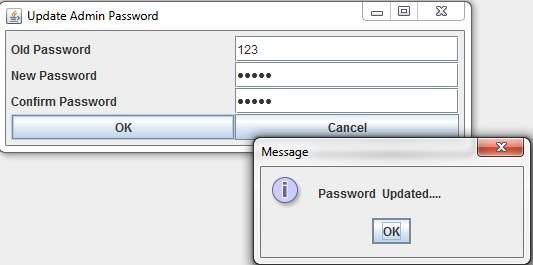 Update Admin Password
Old Password 123
New Password •••••
Confirm Password •••••
OK Cancel
Message
Password Updated....
OK